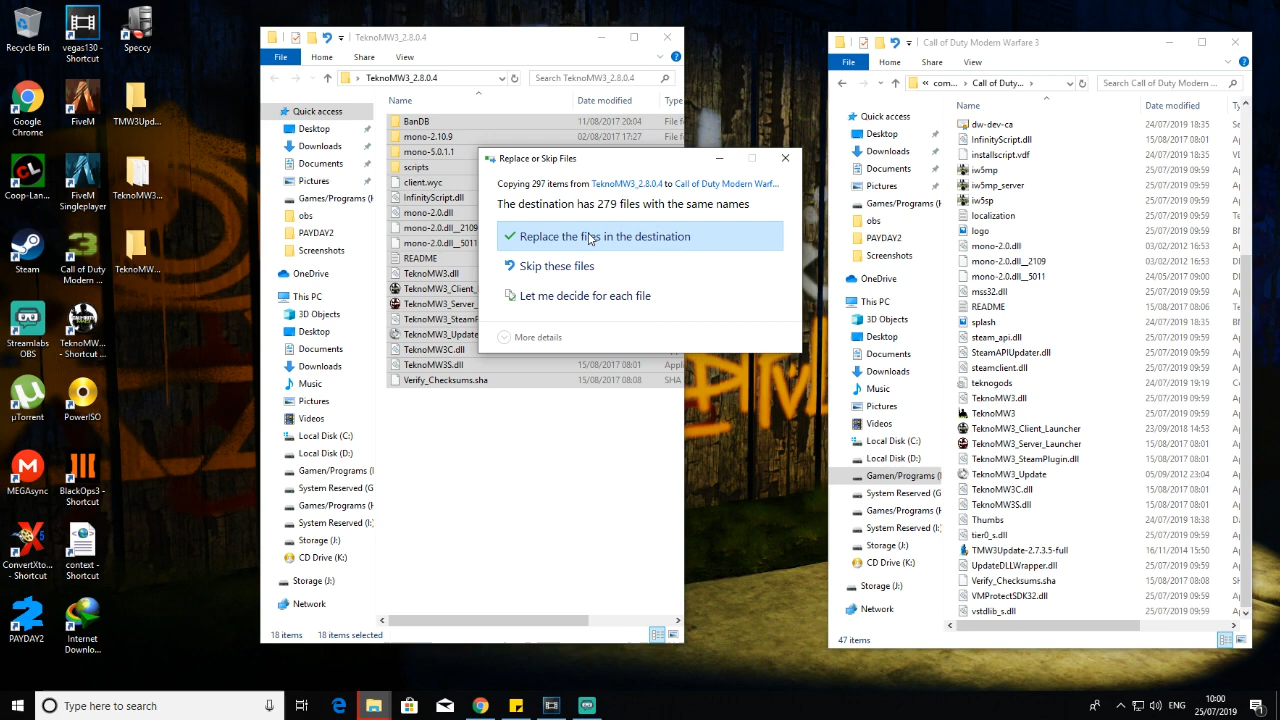 Recycle Bin
vegas130 -
Shortcut
Speccy
Google
Chrome
FiveM
TMW3Upd...
Coro-Lan...
FiveM
Singleplayer
TeknoMW3...
Steam
Call of Duty
Modern ...
TeknoMW...
Streamlabs
OBS
TeknoMW...
- Shortcut ...
µTorrent
PowerISO
MEGAsync
BlackOps3 -
Shortcut
ConvertXto...
- Shortcut
context -
Shortcut
PAYDAY2
Internet
Downlo...
TeknoMW3_2.8.0.4
File
Home
Share
View
TeknoMW3_2.8.0.4
Search TeknoMW3_2.8.0.4
Name
Date modified
Type
Quick access
Desktop
Downloads
Documents
Pictures
Games/Programs (
obs
PAYDAY2
Screenshots
OneDrive
This PC
3D Objects
Desktop
Documents
Downloads
Music
Pictures
Videos
Local Disk (C:)
Local Disk (D:)
Gamen/Programs (
System Reserved (G
Games/Programs (H
System Reserved (I:
Storage (J:)
CD Drive (K:)
Storage (J:)
Network
BanDB 11/08/2017 20:04 File f
mono-2.10.9 02/08/2017 17:27 File f
mono-5.0.1.1
scripts
client.wyc
InfinityScript.dll
mono-2.0.dll
mono-2.0.dll__2109
mono-2.0.dll__5011
README
TeknoMW3.dll
TeknoMW3_Client_
TeknoMW3_Server_
TeknoMW3_SteamP
TeknoMW3_Update
TeknoMW3C.dll
TeknoMW3S.dll 15/08/2017 08:01 Appli
Verify_Checksums.sha 15/08/2017 08:08 SHA
18 items 18 items selected
Replace or Skip Files
Copying 297 items from TeknoMW3_2.8.0.4 to Call of Duty Modern Warf...
The destination has 279 files with the same names
Replace the files in the destination
Skip these files
Let me decide for each file
More details
Call of Duty Modern Warfare 3
File
Home
Share
View
« com... › Call of Duty... ›
Search Call of Duty Modern ...
Name
Date modified
Ty
Quick access
Desktop
Downloads
Documents
Pictures
Games/Programs (H
obs
PAYDAY2
Screenshots
OneDrive
This PC
3D Objects
Desktop
Documents
Downloads
Music
Pictures
Videos
Local Disk (C:)
Local Disk (D:)
Gamen/Programs (
System Reserved (G
Games/Programs (H
System Reserved (I:
Storage (J:)
CD Drive (K:)
Storage (J:)
Network
dw-dev-ca 24/07/2019 18:35 Se
InfinityScript.dll 15/08/2017 08:01 Ap
installscript.vdf 24/07/2019 18:35 VD
iw5mp 25/07/2019 09:59 Ap
iw5mp_server 25/07/2019 09:59 Ap
iw5sp 25/07/2019 09:59 Ap
localization 25/07/2019 09:59
logo 25/07/2019 09:59
mono-2.0.dll 03/02/2012 16:53 Ap
mono-2.0.dll__2109 03/02/2012 16:53
mono-2.0.dll__5011 24/05/2017 09:00
mss32.dll 25/07/2019 09:59 Ap
README 15/08/2017 08:06
splash 24/07/2019 18:35
steam_api.dll 25/07/2019 09:59 Ap
SteamAPIUpdater.dll 25/07/2019 09:59 Ap
steamclient.dll 25/07/2019 09:59 Ap
teknogods 24/07/2019 19:19
TeknoMW3.dll 15/08/2017 08:01 Ap
TeknoMW3 25/07/2019 09:59 Ap
TeknoMW3_Client_Launcher 23/09/2018 14:53 Ap
TeknoMW3_Server_Launcher 15/08/2017 08:01 Ap
TeknoMW3_SteamPlugin.dll 15/08/2017 08:01 Ap
TeknoMW3_Update 05/09/2012 23:04 Ap
TeknoMW3C.dll 15/08/2017 08:01 Ap
TeknoMW3S.dll 15/08/2017 08:01 Ap
Thumbs 24/07/2019 18:38
tier0_s.dll 25/07/2019 09:59 Ap
TMW3Update-2.7.3.5-full 16/11/2014 15:50 Ap
UpdateDLLWrapper.dll 25/07/2019 09:59 Ap
Verify_Checksums.sha 15/08/2017 08:08 SH
VMProtectSDK32.dll 25/07/2019 09:59 Ap
vstdlib_s.dll 25/07/2019 09:59 Ap
47 items
Type here to search
ENG
10:00
25/07/2019